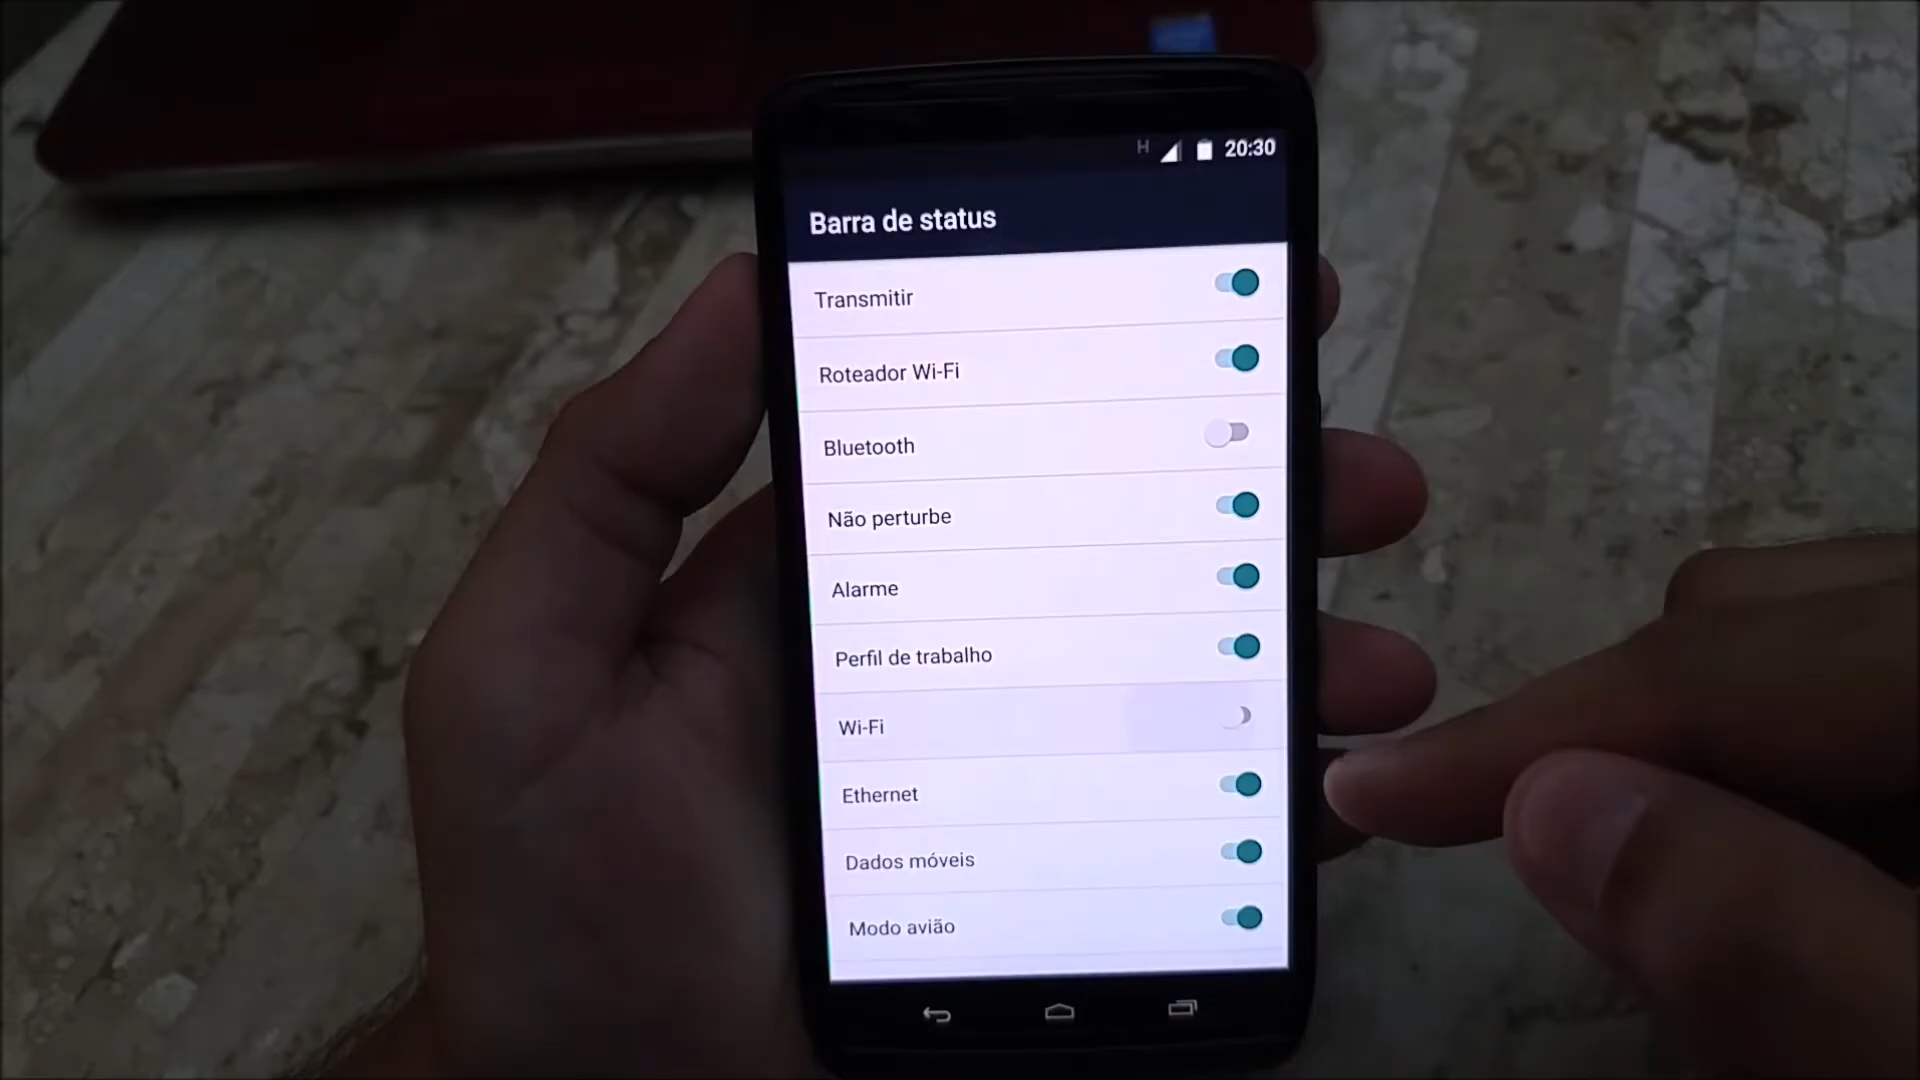 H 20:30
Barra de status
Transmitir
Roteador Wi-Fi
Bluetooth
Não perturbe
Alarme
Perfil de trabalho
Wi-Fi
Ethernet
Dados móveis
Modo avião